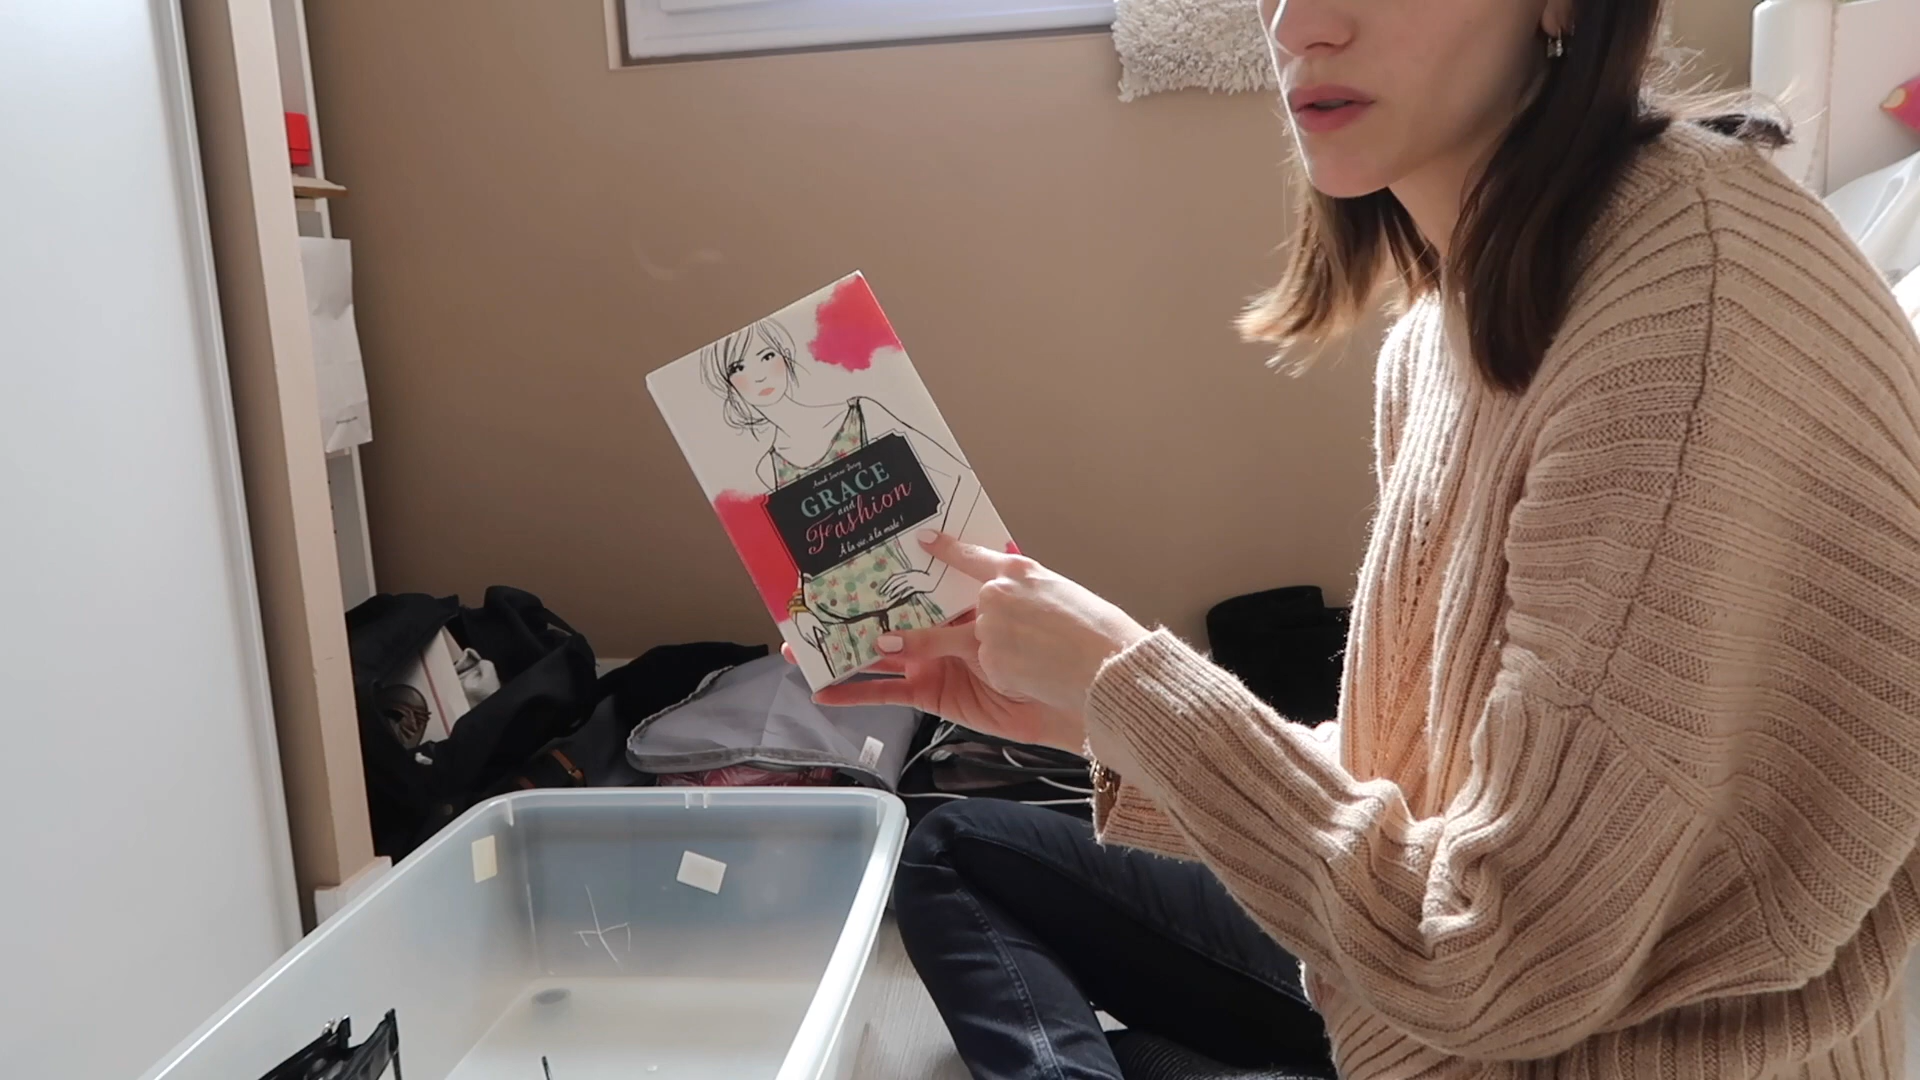 GRACE
and
Fashion
À la vie, à la mode !